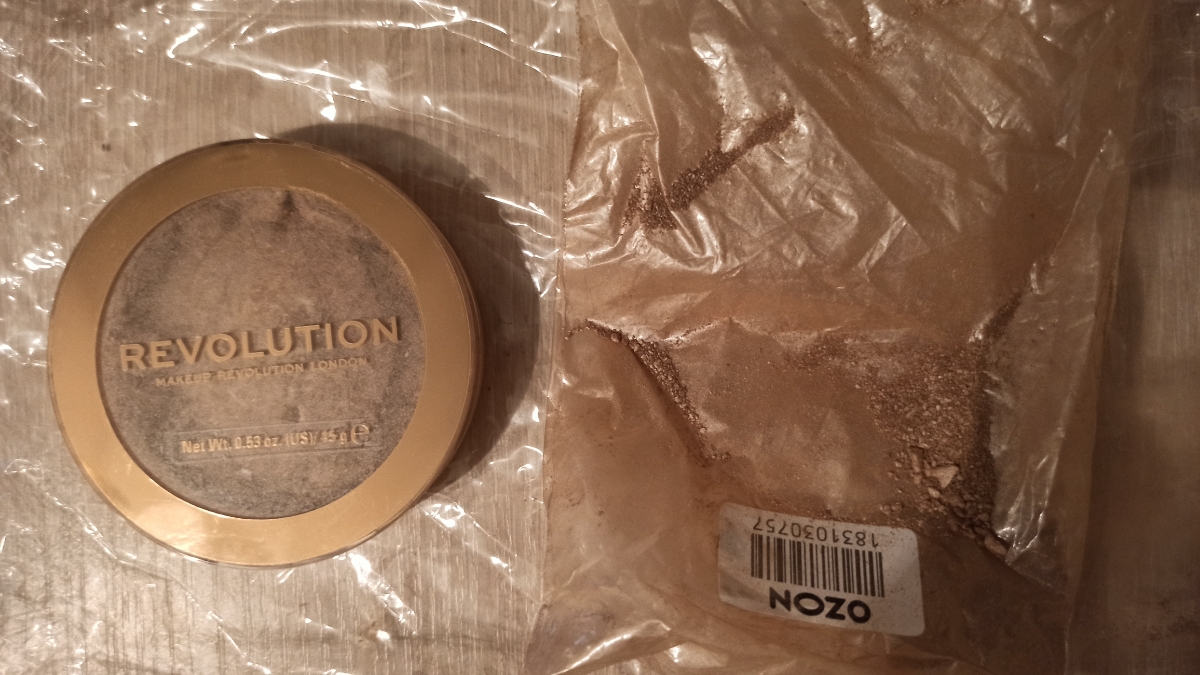 REVOLUTION
MAKEUP REVOLUTION LONDON
Net Wt. 0.53 oz. (US)/ 15 g ℮
OZON
1831030757